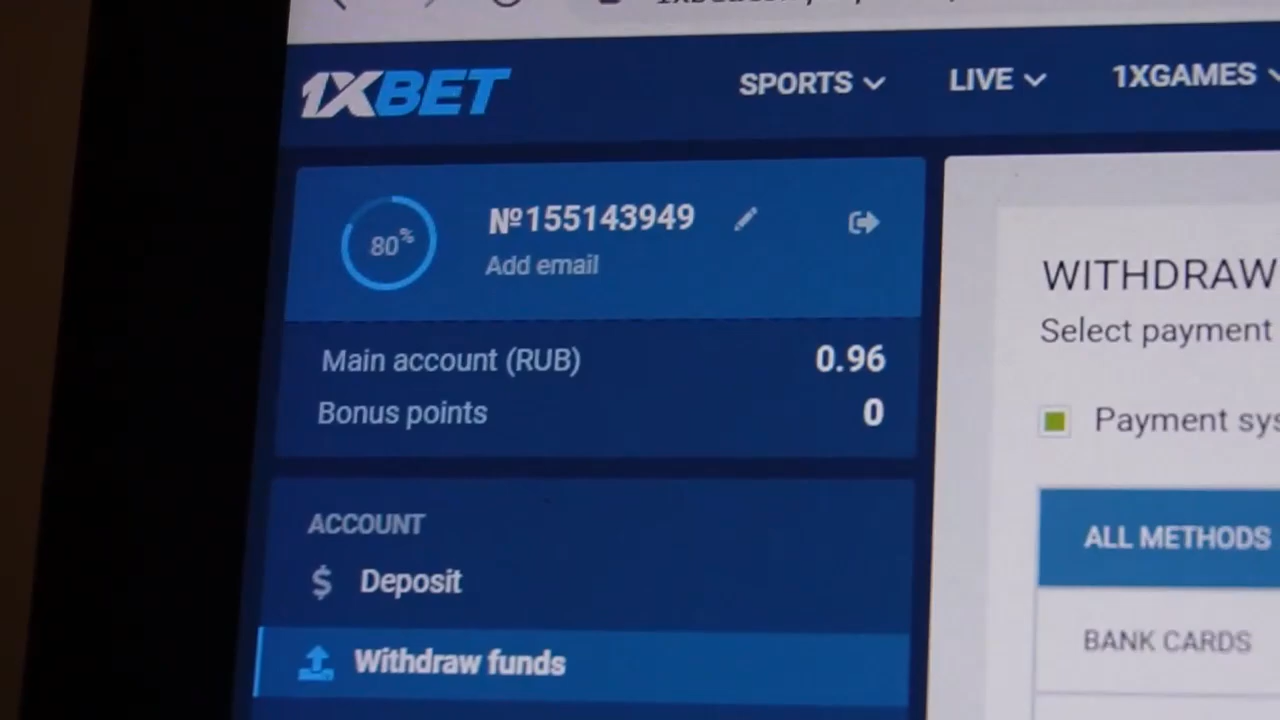 1XBET
SPORTS LIVE 1XGAMES
80%
№155143949
Add email
Main account (RUB) 0.96
Bonus points 0
ACCOUNT
$ Deposit
Withdraw funds
WITHDRAW
Select payment
Payment sys
ALL METHODS
BANK CARDS